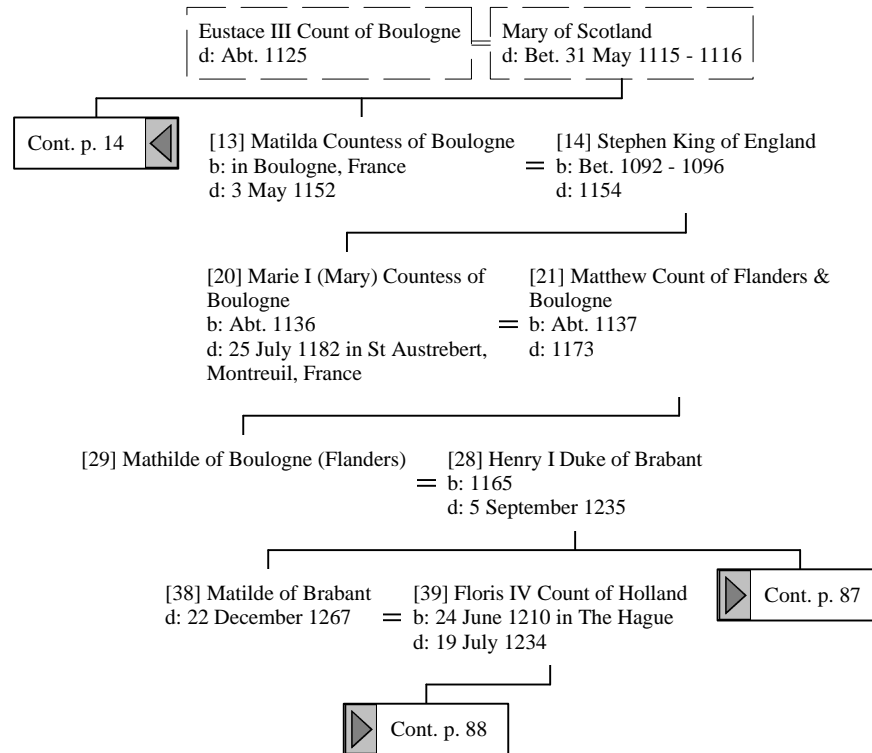 Eustace III Count of Boulogne
d: Abt. 1125
=
Mary of Scotland
d: Bet. 31 May 1115 - 1116
Cont. p. 14
[13] Matilda Countess of Boulogne
b: in Boulogne, France
d: 3 May 1152
=
[14] Stephen King of England
b: Bet. 1092 - 1096
d: 1154
[20] Marie I (Mary) Countess of
Boulogne
b: Abt. 1136
d: 25 July 1182 in St Austrebert,
Montreuil, France
=
[21] Matthew Count of Flanders &
Boulogne
b: Abt. 1137
d: 1173
[29] Mathilde of Boulogne (Flanders)
=
[28] Henry I Duke of Brabant
b: 1165
d: 5 September 1235
[38] Matilde of Brabant
d: 22 December 1267
=
[39] Floris IV Count of Holland
b: 24 June 1210 in The Hague
d: 19 July 1234
Cont. p. 87
Cont. p. 88